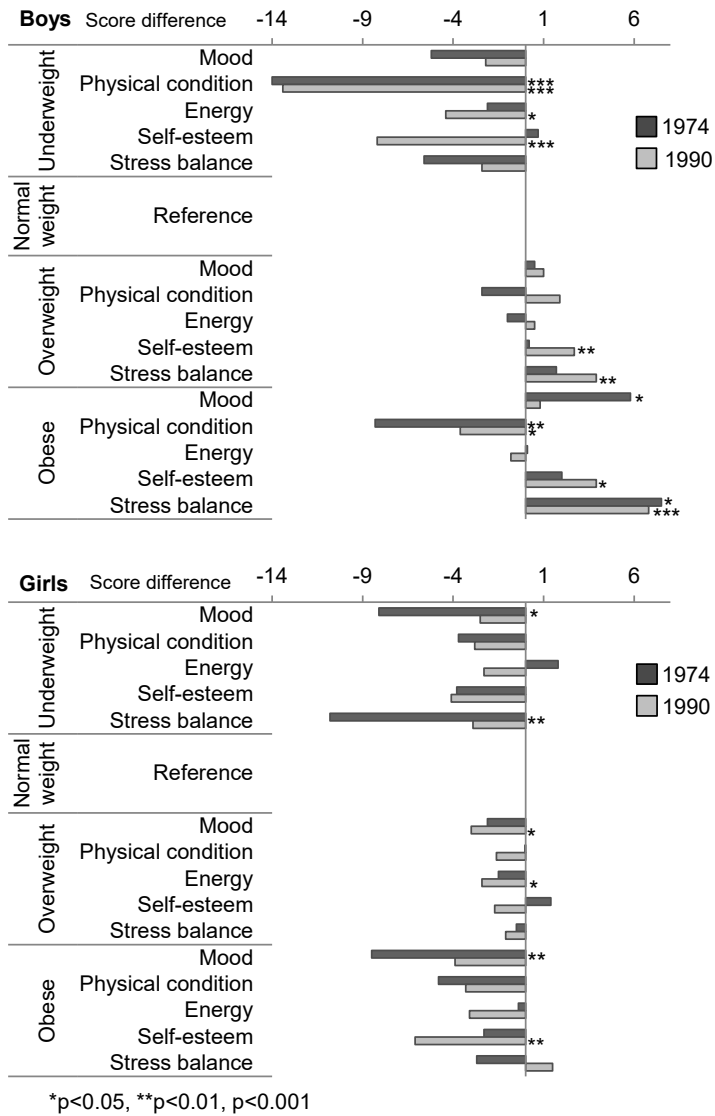 Boys Score difference -14 -9 -4 1 6
Underweight
Mood
Physical condition ***
***
Energy *
Self-esteem ***
Stress balance
1974
1990
Normal
weight
Reference
Overweight
Mood
Physical condition
Energy
Self-esteem **
Stress balance **
Obese
Mood *
Physical condition **
*
Energy
Self-esteem *
Stress balance *
***
Girls Score difference -14 -9 -4 1 6
Underweight
Mood *
Physical condition
Energy
Self-esteem
Stress balance **
1974
1990
Normal
weight
Reference
Overweight
Mood *
Physical condition
Energy *
Self-esteem
Stress balance
Obese
Mood **
Physical condition
Energy
Self-esteem **
Stress balance
*p<0.05, **p<0.01, p<0.001